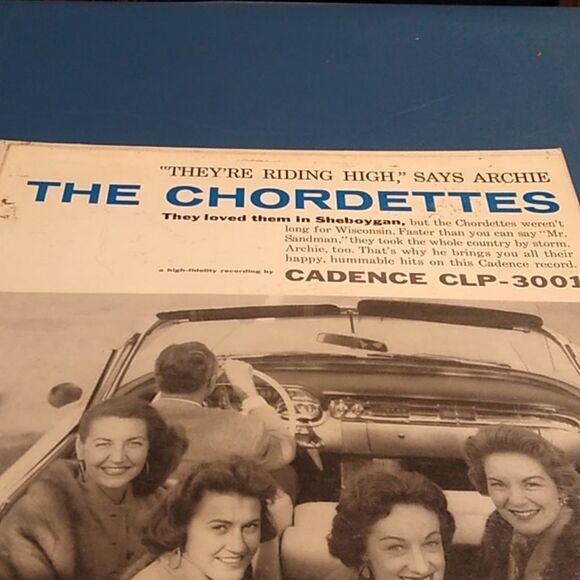 "THEY'RE RIDING HIGH," SAYS ARCHIE
THE CHORDETTES
They loved them in Sheboygan, but the Chordettes weren't
long for Wisconsin. Faster than you can say "Mr.
Sandman," they took the whole country by storm.
Archie, too. That's why he brings you all their
happy, hummable hits on this Cadence record.
a high-fidelity recording by CADENCE CLP-3001